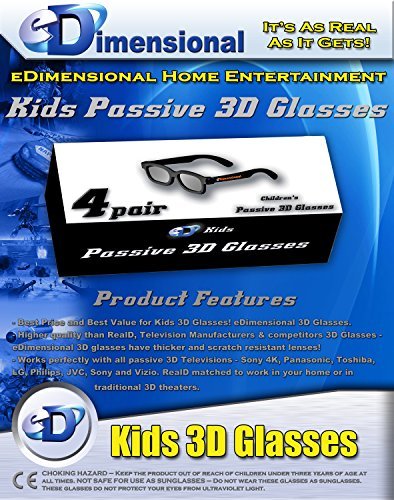 eDimensional
It's As Real
As It Gets!
eDimensional Home Entertainment
Kids Passive 3D Glasses
4 pair
Children's
Passive 3D Glasses
eD Kids
Passive 3D Glasses
Product Features
- Best Price and Best Value for Kids 3D Glasses! eDimensional 3D Glasses.
- Higher quality than RealD, Television Manufacturers & competitors 3D Glasses -
eDimensional 3D glasses have thicker and scratch resistant lenses!
- Works perfectly with all passive 3D Televisions - Sony 4K, Panasonic, Toshiba,
LG, Philips, JVC, Sony and Vizio. RealD matched to work in your home or in
traditional 3D theaters.
eD
Kids 3D Glasses
CE CHOKING HAZARD – Keep the product out of reach of children under three years of age at
all times. NOT SAFE FOR USE AS SUNGLASSES – Do not wear these glasses as sunglasses.
These glasses do not protect your eyes from ultraviolet light.